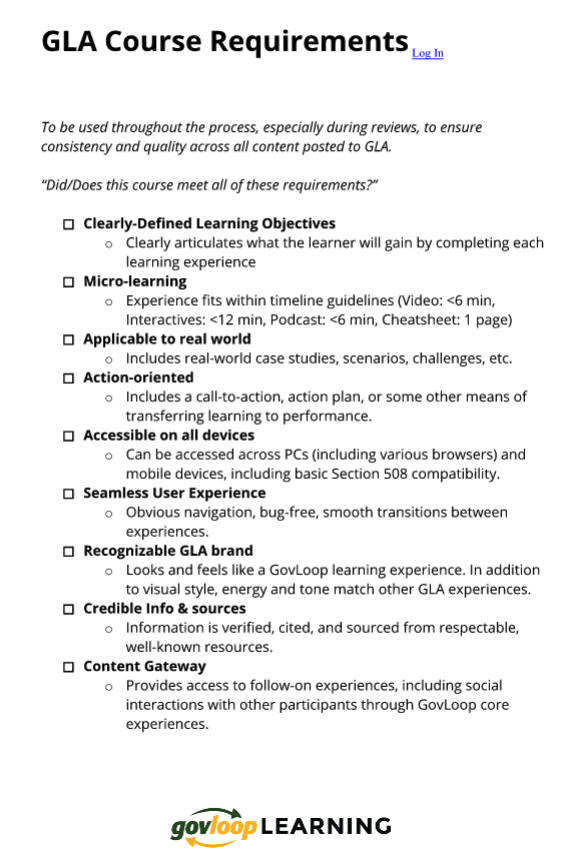 GLA Course Requirements Log In
To be used throughout the process, especially during reviews, to ensure
consistency and quality across all content posted to GLA.
“Did/Does this course meet all of these requirements?”
☐ Clearly-Defined Learning Objectives
○ Clearly articulates what the learner will gain by completing each
learning experience
☐ Micro-learning
○ Experience fits within timeline guidelines (Video: <6 min,
Interactives: <12 min, Podcast: <6 min, Cheatsheet: 1 page)
☐ Applicable to real world
○ Includes real-world case studies, scenarios, challenges, etc.
☐ Action-oriented
○ Includes a call-to-action, action plan, or some other means of
transferring learning to performance.
☐ Accessible on all devices
○ Can be accessed across PCs (including various browsers) and
mobile devices, including basic Section 508 compatibility.
☐ Seamless User Experience
○ Obvious navigation, bug-free, smooth transitions between
experiences.
☐ Recognizable GLA brand
○ Looks and feels like a GovLoop learning experience. In addition
to visual style, energy and tone match other GLA experiences.
☐ Credible Info & sources
○ Information is verified, cited, and sourced from respectable,
well-known resources.
☐ Content Gateway
○ Provides access to follow-on experiences, including social
interactions with other participants through GovLoop core
experiences.
govloop LEARNING